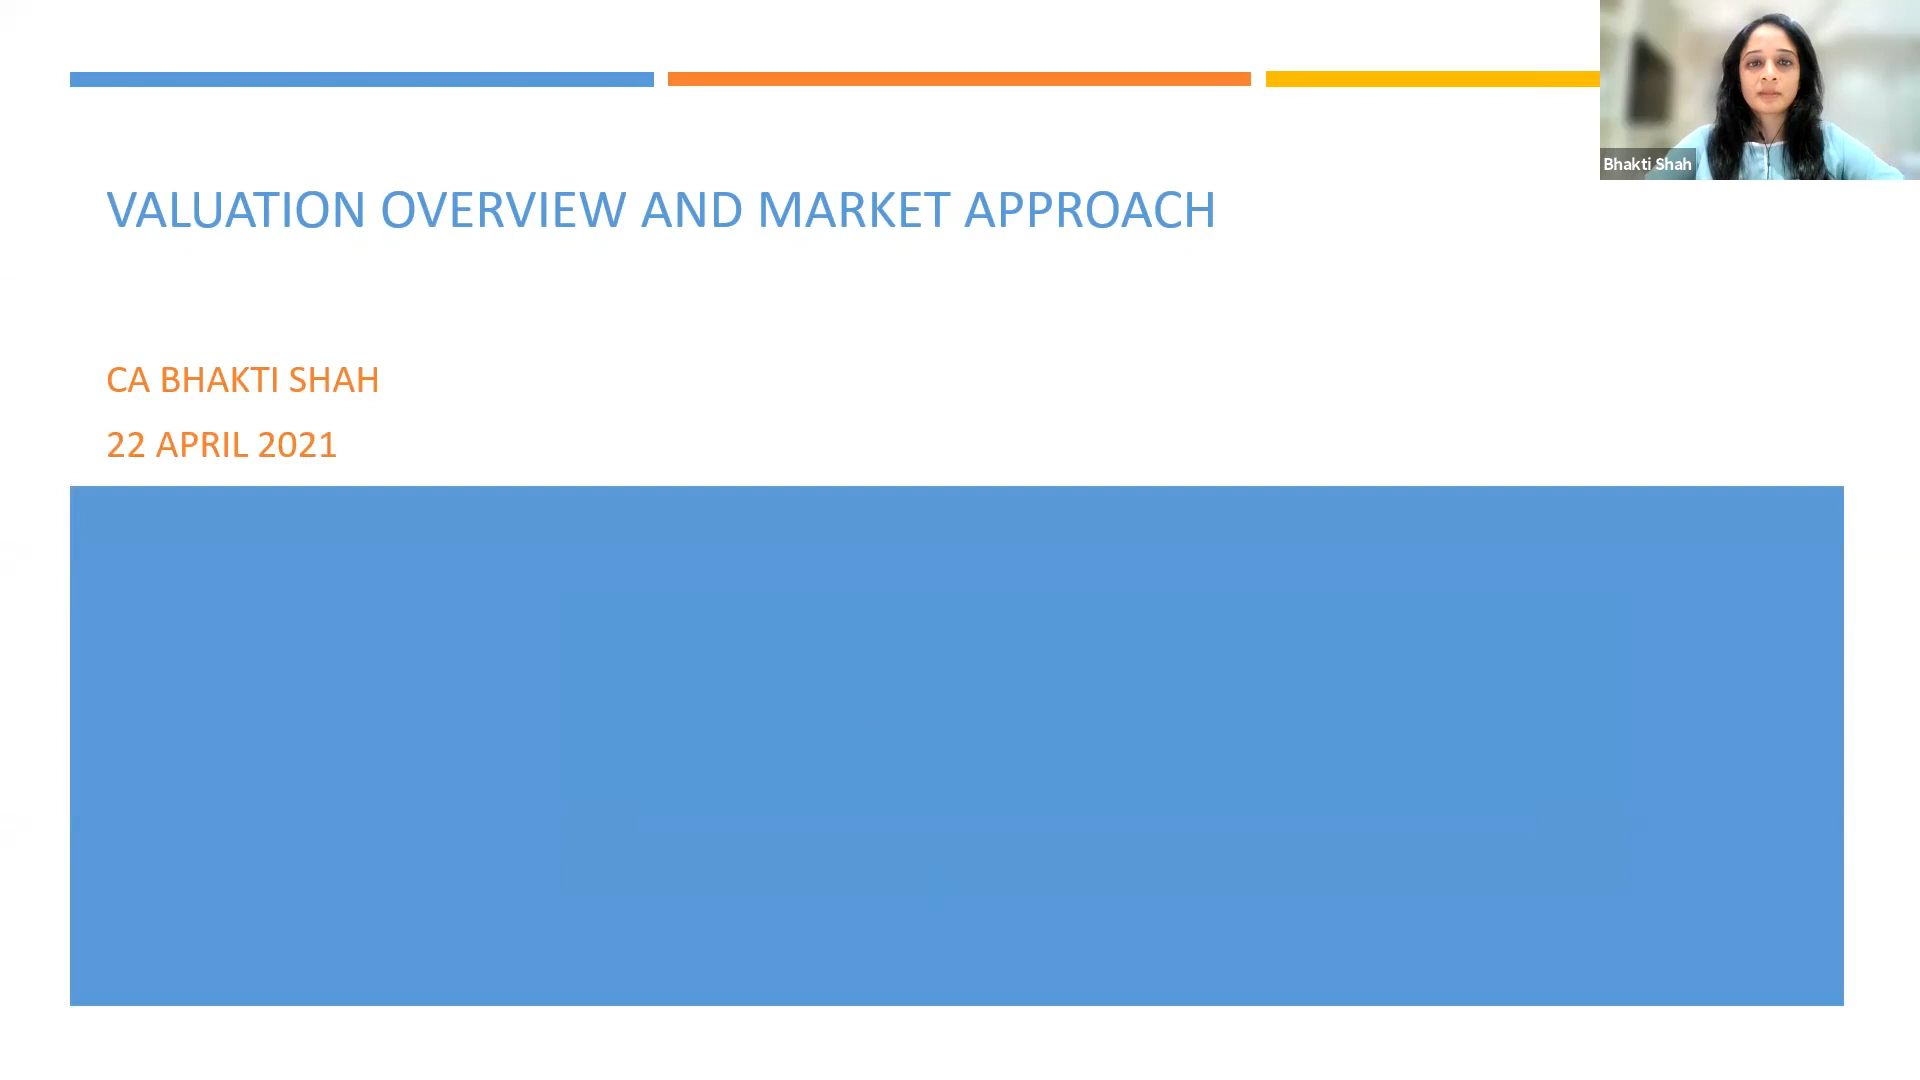 Bhakti Shah
VALUATION OVERVIEW AND MARKET APPROACH
CA BHAKTI SHAH
22 APRIL 2021